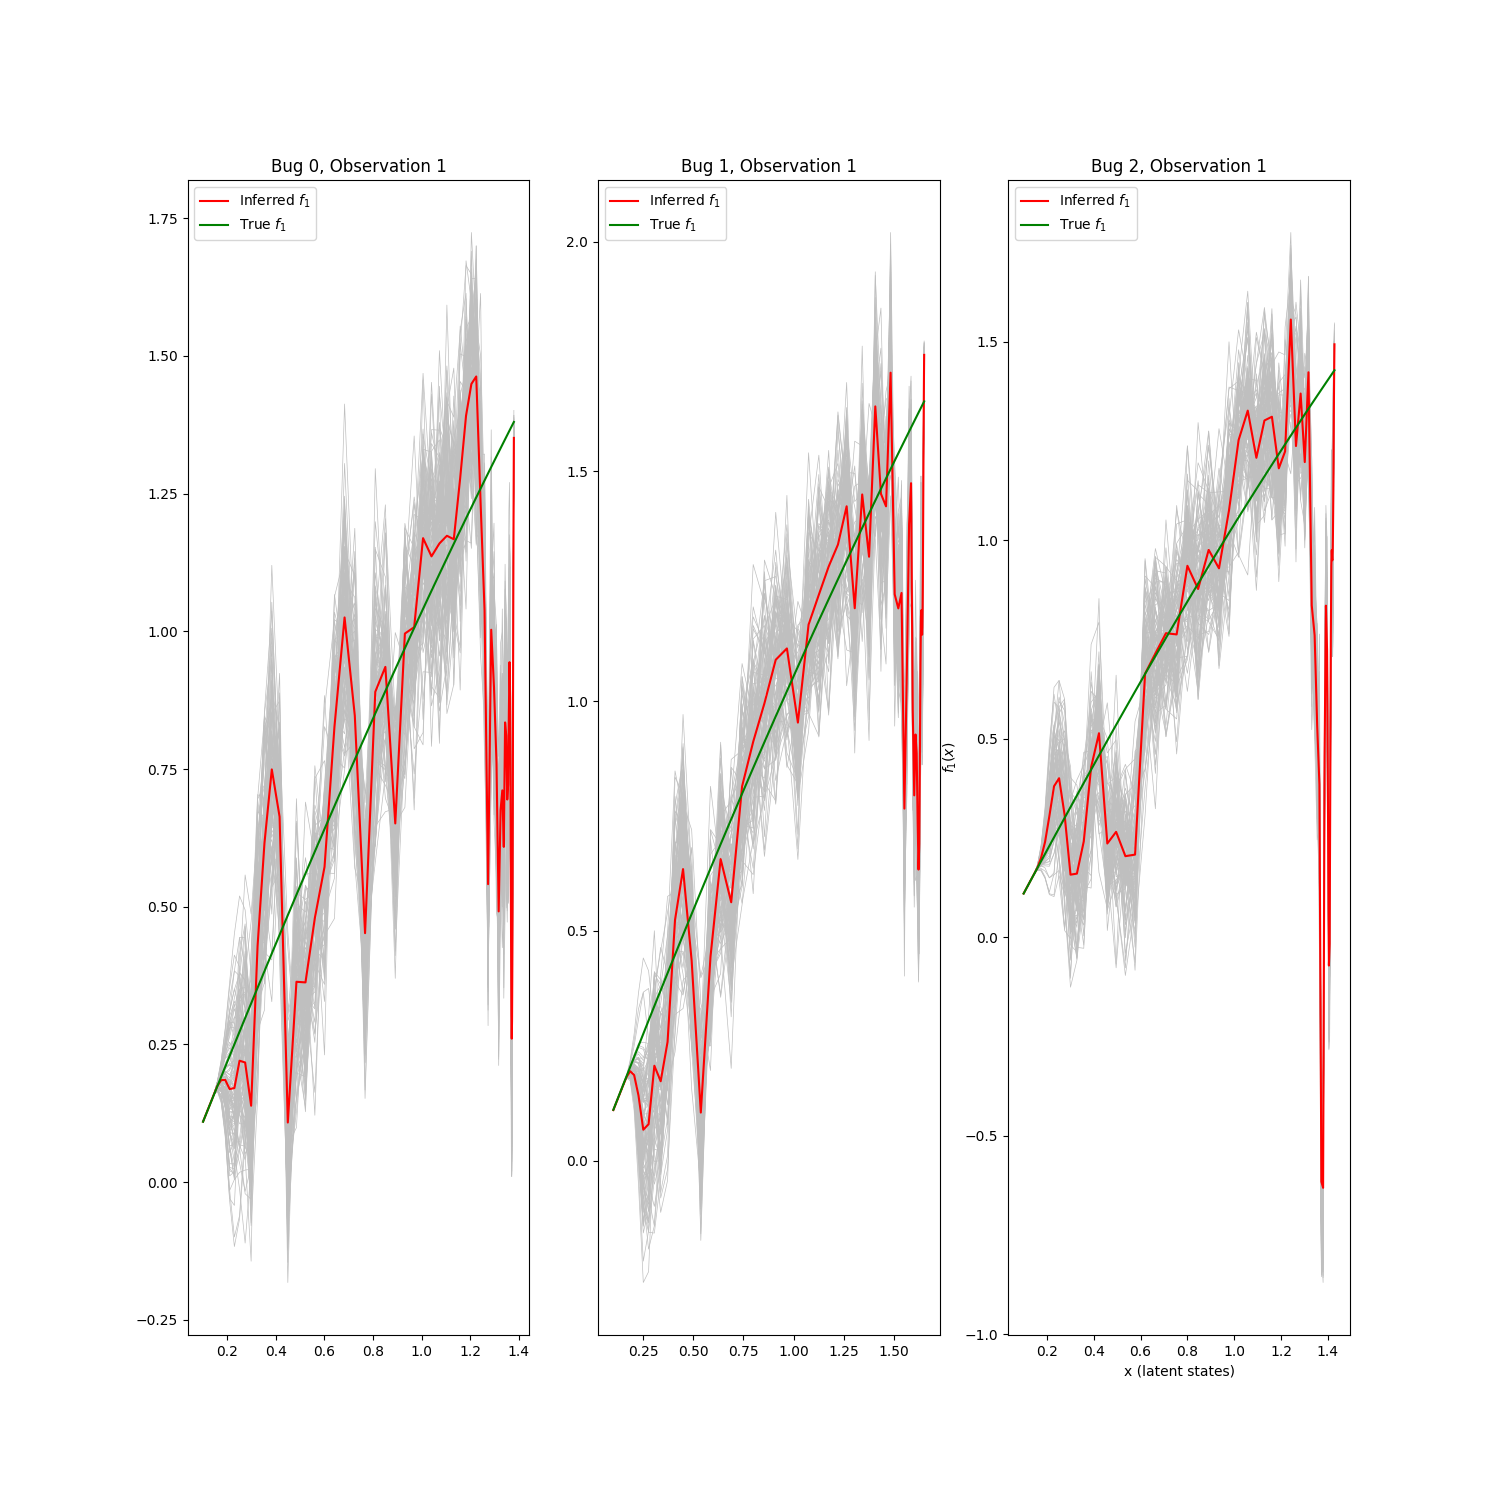 Bug 0, Observation 1
Inferred f₁
True f₁
1.75
1.50
1.25
1.00
0.75
0.50
0.25
0.00
−0.25
0.2 0.4 0.6 0.8 1.0 1.2 1.4
Bug 1, Observation 1
Inferred f₁
True f₁
2.0
1.5
1.0
0.5
0.0
0.25 0.50 0.75 1.00 1.25 1.50
Bug 2, Observation 1
Inferred f₁
True f₁
f₁(x)
1.5
1.0
0.5
0.0
−0.5
−1.0
0.2 0.4 0.6 0.8 1.0 1.2 1.4
x (latent states)